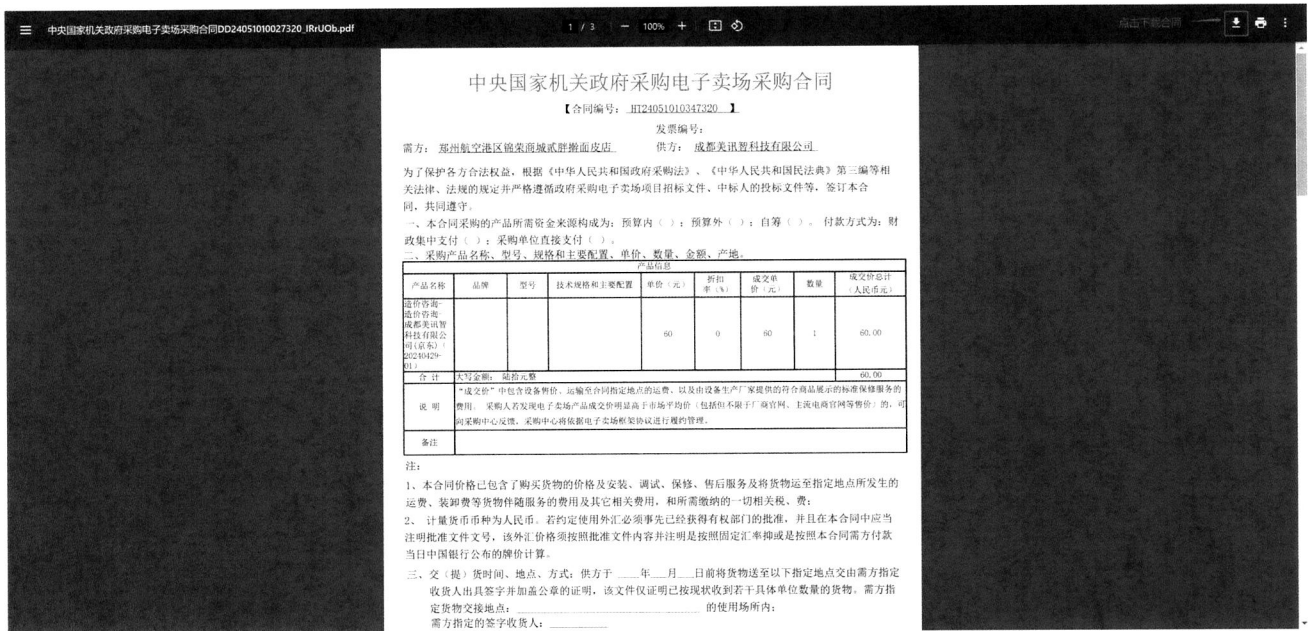 中央国家机关政府采购电子卖场采购合同DD24051010027320_IRrUOb.pdf
1 / 3
100%
点击下载合同
中央国家机关政府采购电子卖场采购合同
【合同编号: HT24051010347320 】
发票编号:
需方: 郑州航空港区锦荣商城贰胖擀面皮店 供方: 成都美讯智科技有限公司
为了保护各方合法权益,根据《中华人民共和国政府采购法》、《中华人民共和国民法典》第三编等相
关法律、法规的规定并严格遵循政府采购电子卖场项目招标文件、中标人的投标文件等,签订本合
同,共同遵守。
一、本合同采购的产品所需资金来源构成为:预算内( );预算外( );自筹( )。 付款方式为:财
政集中支付( );采购单位直接支付( )。
二、采购产品名称、型号、规格和主要配置、单价、数量、金额、产地。
产品信息
产品名称 品牌 型号 技术规格和主要配置 单价(元) 折扣率(%) 成交单价(元) 数量 成交价总计(人民币元)
造价咨询-
造价咨询-
成都美讯智
科技有限公
司(京东)(
20240429-
01) 60 0 60 1 60.00
合 计 大写金额: 陆拾元整 60.00
说 明
“成交价”中包含设备售价、运输至合同指定地点的运费、以及由设备生产厂家提供的符合商品展示的标准保修服务的
费用。 采购人若发现电子卖场产品成交价明显高于市场平均价(包括但不限于厂商官网、主流电商官网等售价)的,可
向采购中心反馈,采购中心将依据电子卖场框架协议进行履约管理。
备注
注:
1、本合同价格已包含了购买货物的价格及安装、调试、保修、售后服务及将货物运至指定地点所发生的
运费、装卸费等货物伴随服务的费用及其它相关费用,和所需缴纳的一切相关税、费;
2、 计量货币币种为人民币。若约定使用外汇必须事先已经获得有权部门的批准,并且在本合同中应当
注明批准文件文号,该外汇价格须按照批准文件内容并注明是按照固定汇率抑或是按照本合同需方付款
当日中国银行公布的牌价计算。
三、交(提)货时间、地点、方式:供方于 ____年__月__日前将货物送至以下指定地点交由需方指定
收货人出具签字并加盖公章的证明,该文件仅证明已按现状收到若干具体单位数量的货物。需方指
定货物交接地点:____________________ 的使用场所内;
需方指定的签字收货人:__________